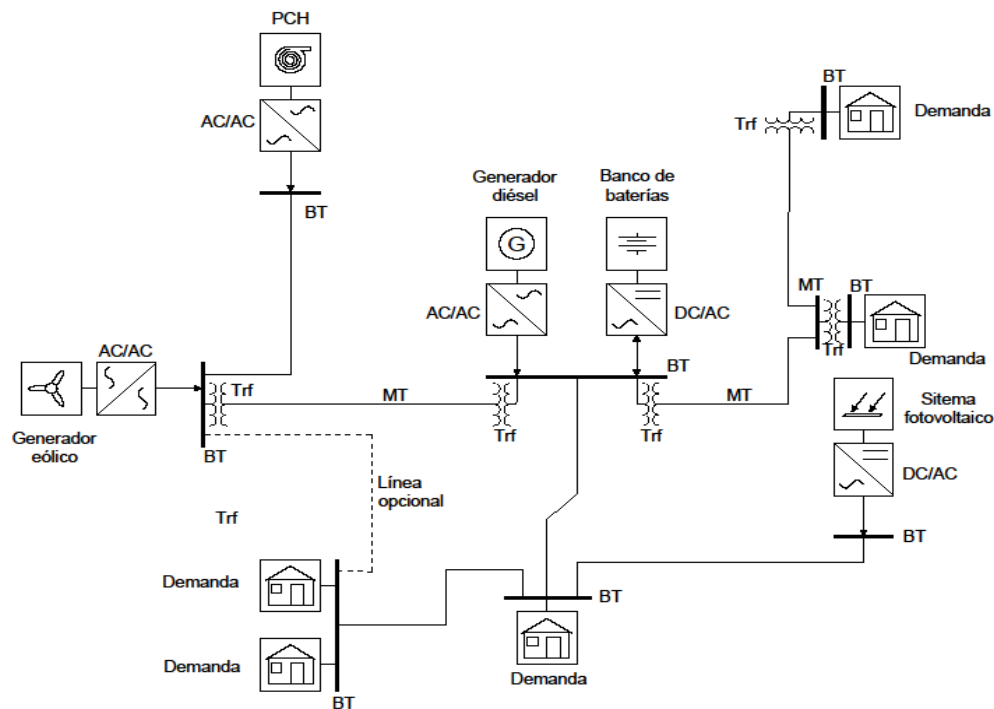 PCH
AC/AC
BT
BT
Trf
Demanda
Generador
diésel
Banco de
baterías
G
AC/AC
DC/AC
MT
BT
Trf
Demanda
AC/AC
Trf
MT
BT
MT
Trf
Trf
Generador
eólico
BT
Sitema
fotovoltaico
DC/AC
Línea
opcional
Trf
BT
Demanda
BT
Demanda
Demanda
BT